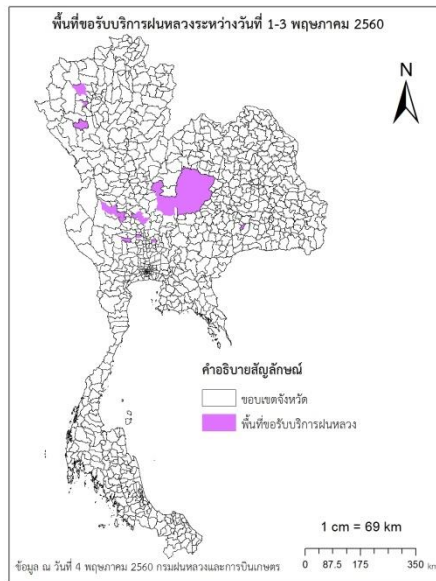 พื้นที่ขอรับบริการฝนหลวงระหว่างวันที่ 1-3 พฤษภาคม 2560
N
คำอธิบายสัญลักษณ์
ขอบเขตจังหวัด
พื้นที่ขอรับบริการฝนหลวง
1 cm = 69 km
0 87.5 175 350 km
ข้อมูล ณ วันที่ 4 พฤษภาคม 2560 กรมฝนหลวงและการบินเกษตร